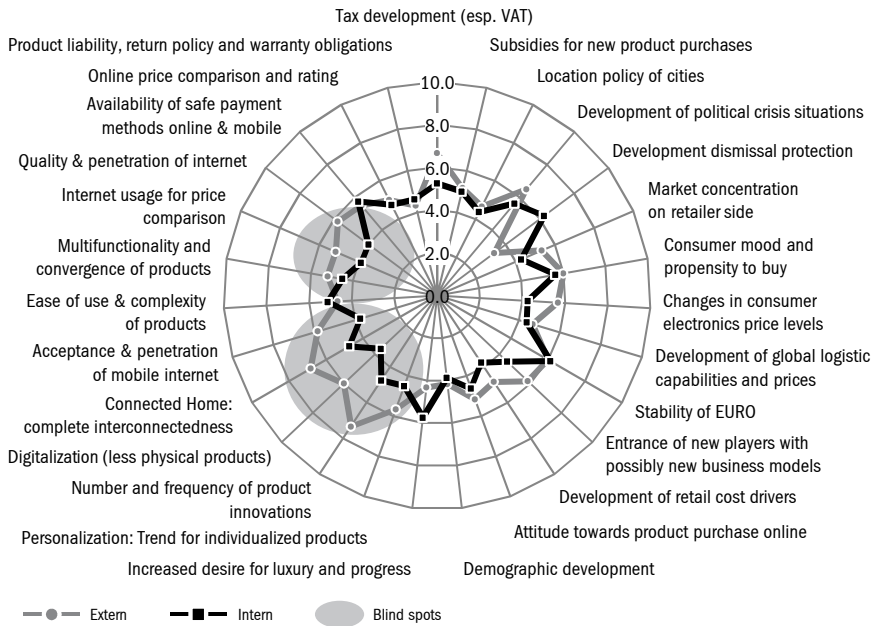 Tax development (esp. VAT)
Product liability, return policy and warranty obligations
Subsidies for new product purchases
Online price comparison and rating
Location policy of cities
Availability of safe payment
methods online & mobile
Development of political crisis situations
Quality & penetration of internet
Development dismissal protection
Internet usage for price
comparison
Market concentration
on retailer side
Multifunctionality and
convergence of products
Consumer mood and
propensity to buy
Ease of use & complexity
of products
Changes in consumer
electronics price levels
Acceptance & penetration
of mobile internet
Development of global logistic
capabilities and prices
Connected Home:
complete interconnectedness
Stability of EURO
Digitalization (less physical products)
Entrance of new players with
possibly new business models
Number and frequency of product
innovations
Development of retail cost drivers
Personalization: Trend for individualized products
Attitude towards product purchase online
Increased desire for luxury and progress
Demographic development
10.0
8.0
6.0
4.0
2.0
0.0
Extern
Intern
Blind spots